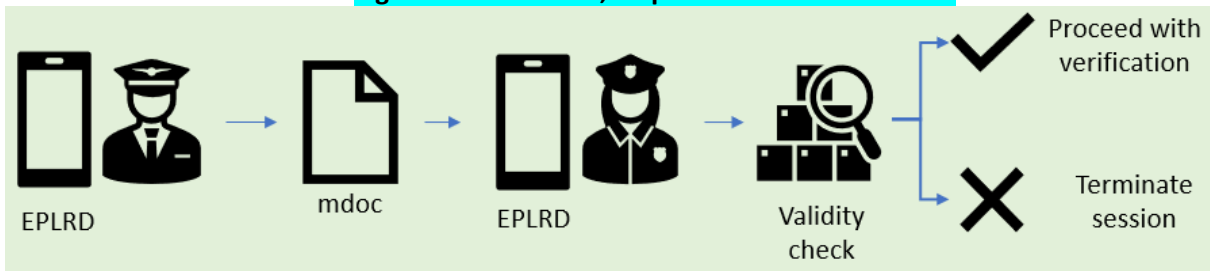 EPLRD
mdoc
EPLRD
Validity
check
Proceed with
verification
Terminate
session